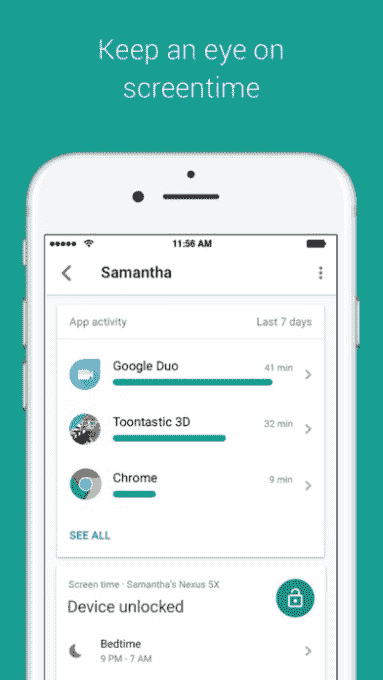 Keep an eye on
screentime
11:56 AM
Samantha
App activity Last 7 days
Google Duo 41 min
Toontastic 3D 32 min
Chrome 9 min
SEE ALL
Screen time · Samantha's Nexus 5X
Device unlocked
Bedtime
9 PM - 7 AM